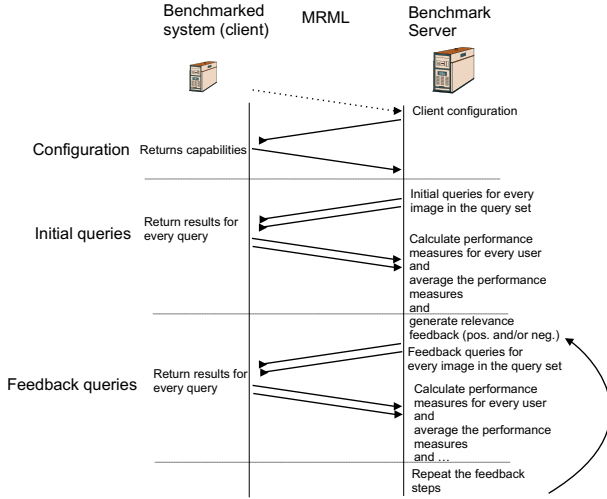 Benchmarked
system (client)
MRML
Benchmark
Server
Client configuration
Configuration
Returns capabilities
Initial queries for every
image in the query set
Initial queries
Return results for
every query
Calculate performance
measures for every user
and
average the performance
measures
and
generate relevance
feedback (pos. and/or neg.)
Feedback queries for
every image in the query set
Feedback queries
Return results for
every query
Calculate performance
measures for every user
and
average the performance
measures
and ...
Repeat the feedback
steps